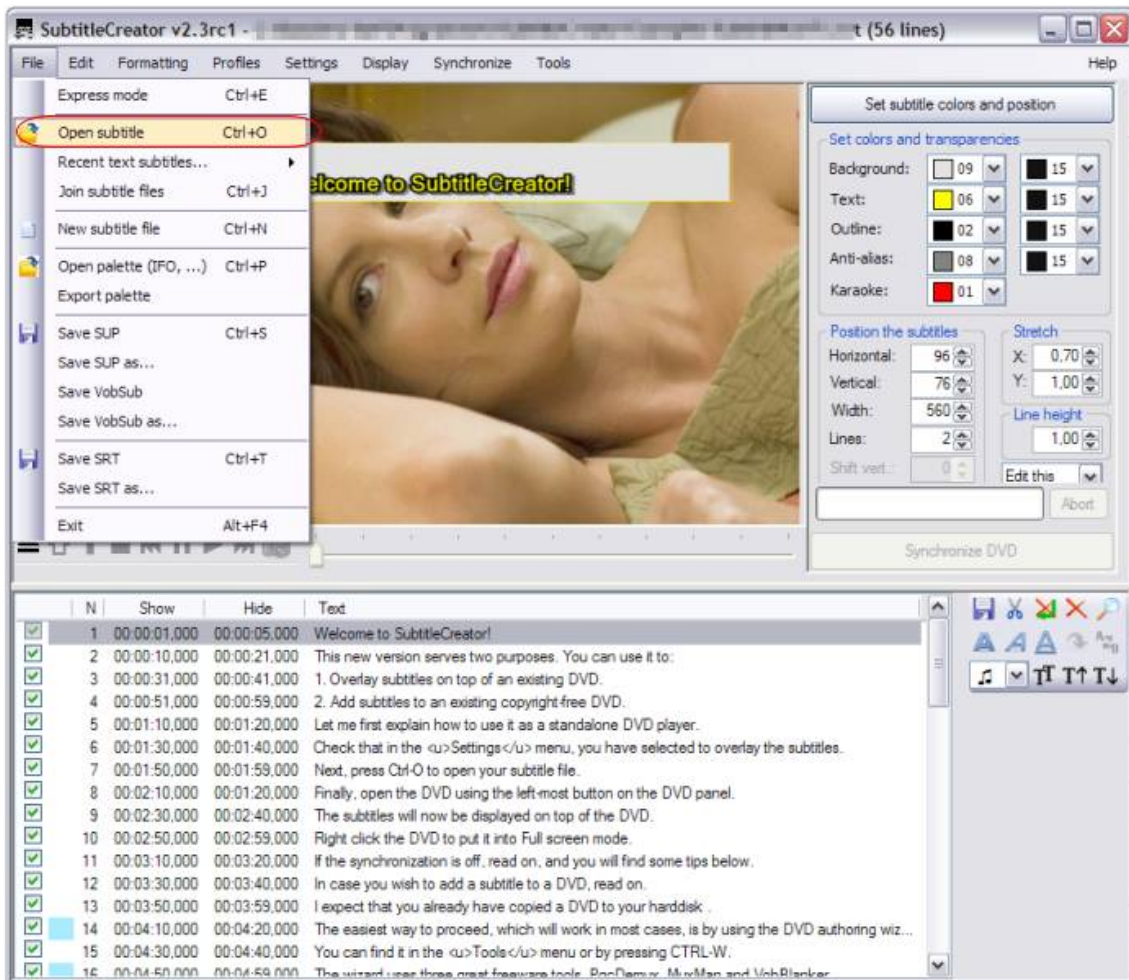 SubtitleCreator v2.3rc1 - t (56 lines)
File Edit Formatting Profiles Settings Display Synchronize Tools Help
Express mode Ctrl+E
Open subtitle Ctrl+O
Recent text subtitles...
Join subtitle files Ctrl+J
New subtitle file Ctrl+N
Open palette (IFO, ...) Ctrl+P
Export palette
Save SUP Ctrl+S
Save SUP as...
Save VobSub
Save VobSub as...
Save SRT Ctrl+T
Save SRT as...
Exit Alt+F4
elcome to SubtitleCreator!
Set subtitle colors and position
Set colors and transparencies
Background: 09 15
Text: 06 15
Outline: 02 15
Anti-alias: 08 15
Karaoke: 01
Position the subtitles
Horizontal: 96
Vertical: 76
Width: 560
Lines: 2
Shift vert.: 0
Stretch
X: 0,70
Y: 1,00
Line height
1,00
Edit this
Abort
Synchronize DVD
N Show Hide Text
1 00:00:01,000 00:00:05,000 Welcome to SubtitleCreator!
2 00:00:10,000 00:00:21,000 This new version serves two purposes. You can use it to:
3 00:00:31,000 00:00:41,000 1. Overlay subtitles on top of an existing DVD.
4 00:00:51,000 00:00:59,000 2. Add subtitles to an existing copyright-free DVD.
5 00:01:10,000 00:01:20,000 Let me first explain how to use it as a standalone DVD player.
6 00:01:30,000 00:01:40,000 Check that in the <u>Settings</u> menu, you have selected to overlay the subtitles.
7 00:01:50,000 00:01:59,000 Next, press Ctrl-O to open your subtitle file.
8 00:02:10,000 00:01:20,000 Finally, open the DVD using the left-most button on the DVD panel.
9 00:02:30,000 00:02:40,000 The subtitles will now be displayed on top of the DVD.
10 00:02:50,000 00:02:59,000 Right click the DVD to put it into Full screen mode.
11 00:03:10,000 00:03:20,000 If the synchronization is off, read on, and you will find some tips below.
12 00:03:30,000 00:03:40,000 In case you wish to add a subtitle to a DVD, read on.
13 00:03:50,000 00:03:59,000 I expect that you already have copied a DVD to your harddisk .
14 00:04:10,000 00:04:20,000 The easiest way to proceed, which will work in most cases, is by using the DVD authoring wiz...
15 00:04:30,000 00:04:40,000 You can find it in the <u>Tools</u> menu or by pressing CTRL-W.
16 00:04:50,000 00:04:59,000 The wizard uses three great freeware tools, PgcDemux, MuxMan and VobBlanker